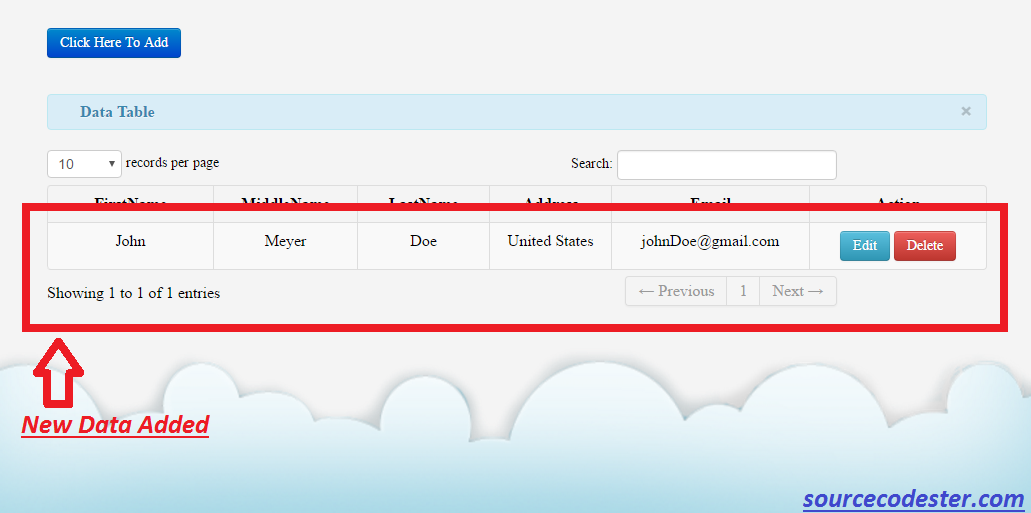 Click Here To Add
Data Table ×
10 records per page Search:
FirstName MiddleName LastName Address Email Action
John Meyer Doe United States johnDoe@gmail.com Edit Delete
Showing 1 to 1 of 1 entries ← Previous 1 Next →
New Data Added
sourcecodester.com